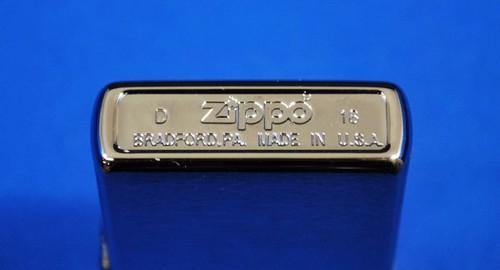 D zippo 18
BRADFORD,PA. MADE IN U.S.A.